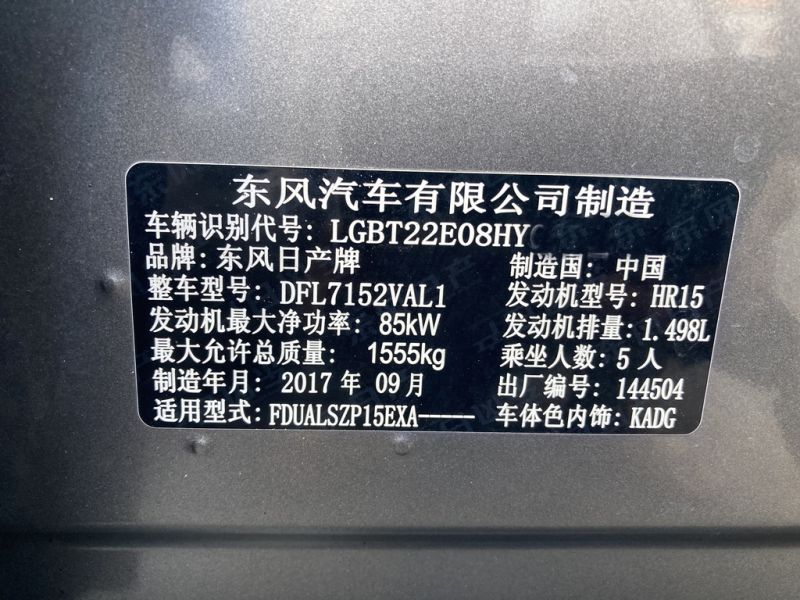 东风汽车有限公司制造
车辆识别代号: LGBT22E08HY
品牌: 东风日产牌 制造国: 中国
整车型号: DFL7152VAL1 发动机型号: HR15
发动机最大净功率: 85kW 发动机排量: 1.498L
最大允许总质量: 1555kg 乘坐人数: 5 人
制造年月: 2017 年 09 月 出厂编号: 144504
适用型式: FDUALSZP15EXA----- 车体色内饰: KADG